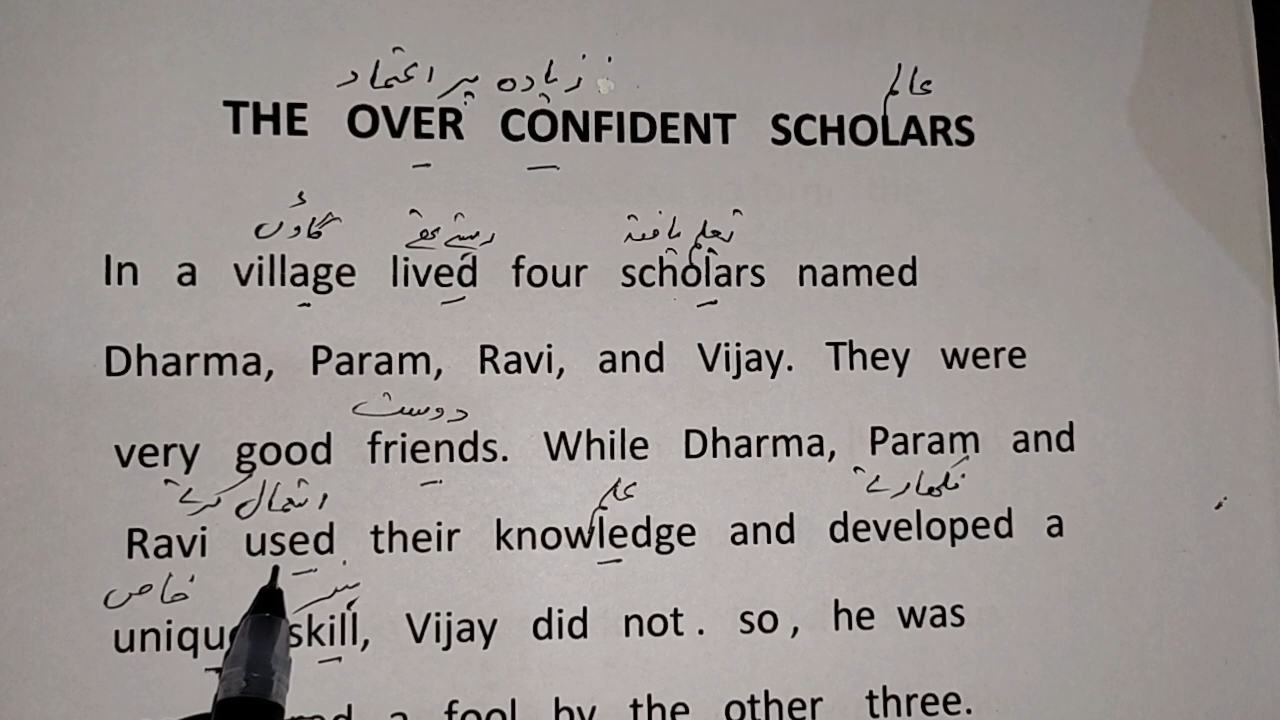 زیادہ پر اعتماد عالم
THE OVER CONFIDENT SCHOLARS
گاؤں رہتے تھے تعلیم یافتہ
In a village lived four scholars named
Dharma, Param, Ravi, and Vijay. They were
دوست
very good friends. While Dharma, Param and
استعمال کرتے علم نکھارتے
Ravi used their knowledge and developed a
خاص ہنر
unique skill, Vijay did not. so, he was
a fool by the other three.